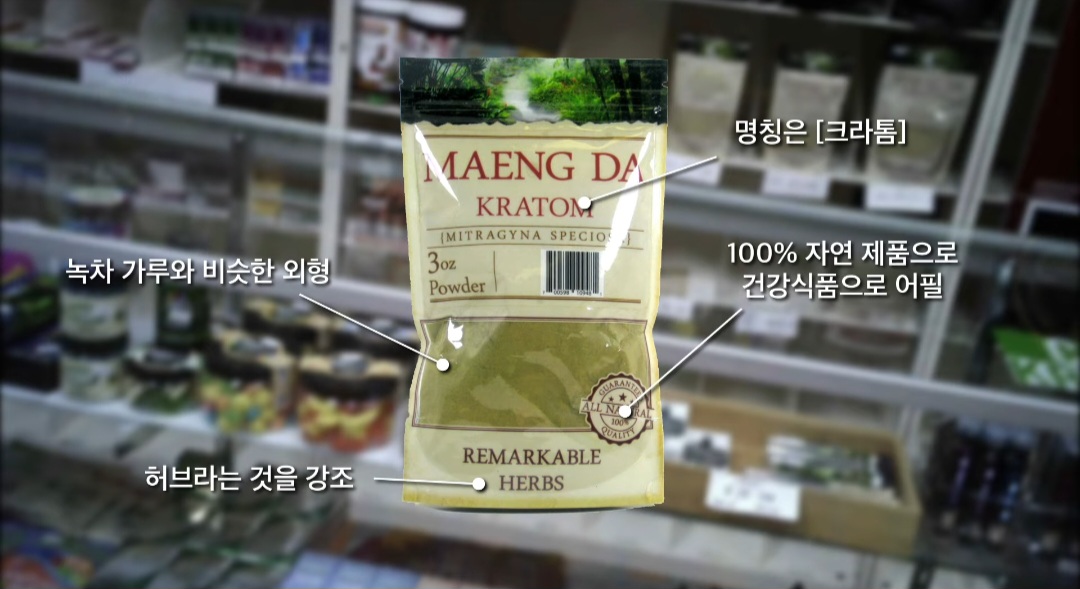 MAENG DA
KRATOM
{MITRAGYNA SPECIOSA}
3oz
Powder
GUARANTEE
ALL NATURAL
100%
QUALITY
REMARKABLE
HERBS
명칭은 [크라톰]
녹차 가루와 비슷한 외형
100% 자연 제품으로
건강식품으로 어필
허브라는 것을 강조